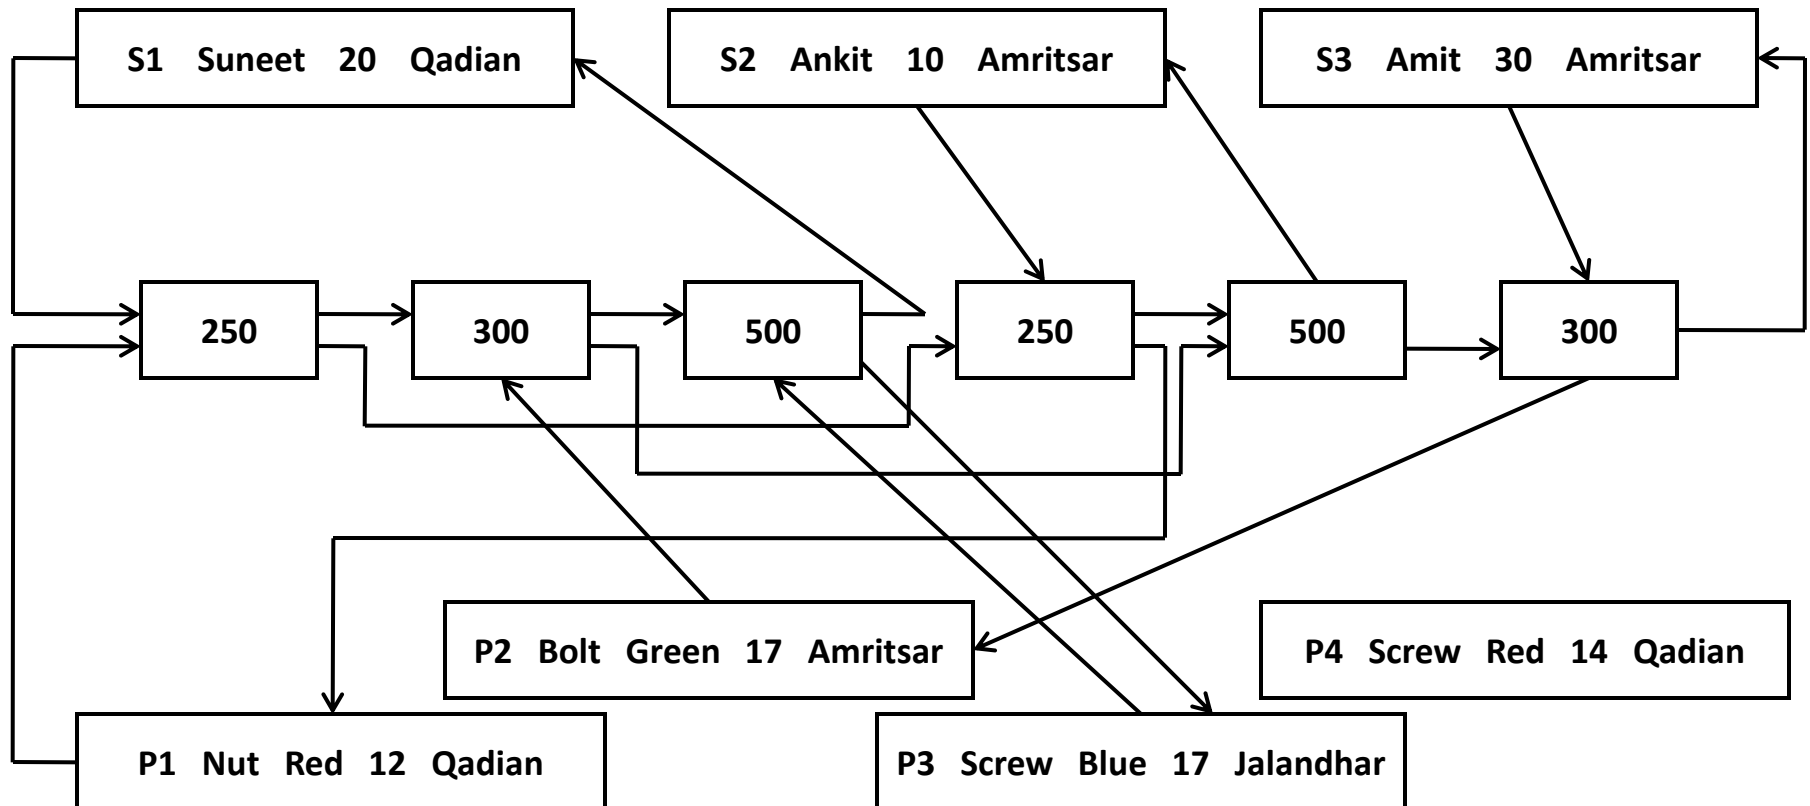 S1 Suneet 20 Qadian
S2 Ankit 10 Amritsar
S3 Amit 30 Amritsar
250
300
500
250
500
300
P2 Bolt Green 17 Amritsar
P4 Screw Red 14 Qadian
P1 Nut Red 12 Qadian
P3 Screw Blue 17 Jalandhar